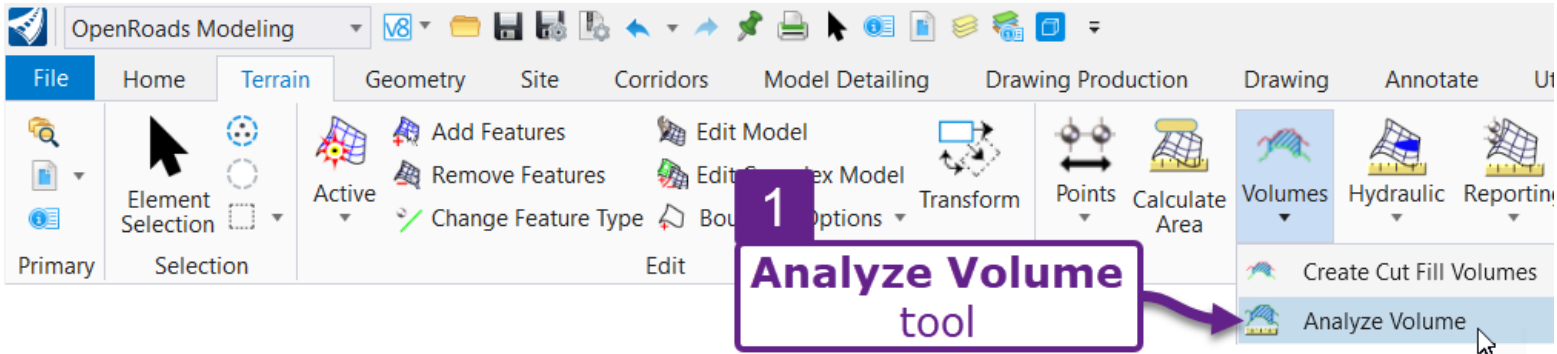 OpenRoads Modeling
V8
File Home Terrain Geometry Site Corridors Model Detailing Drawing Production Drawing Annotate
Add Features
Edit Model
Remove Features
Change Feature Type
Element
Selection
Active
Transform
Points
Calculate
Area
Volumes
Hydraulic
Reporting
Primary
Selection
Edit
1
Analyze Volume
tool
Create Cut Fill Volumes
Analyze Volume